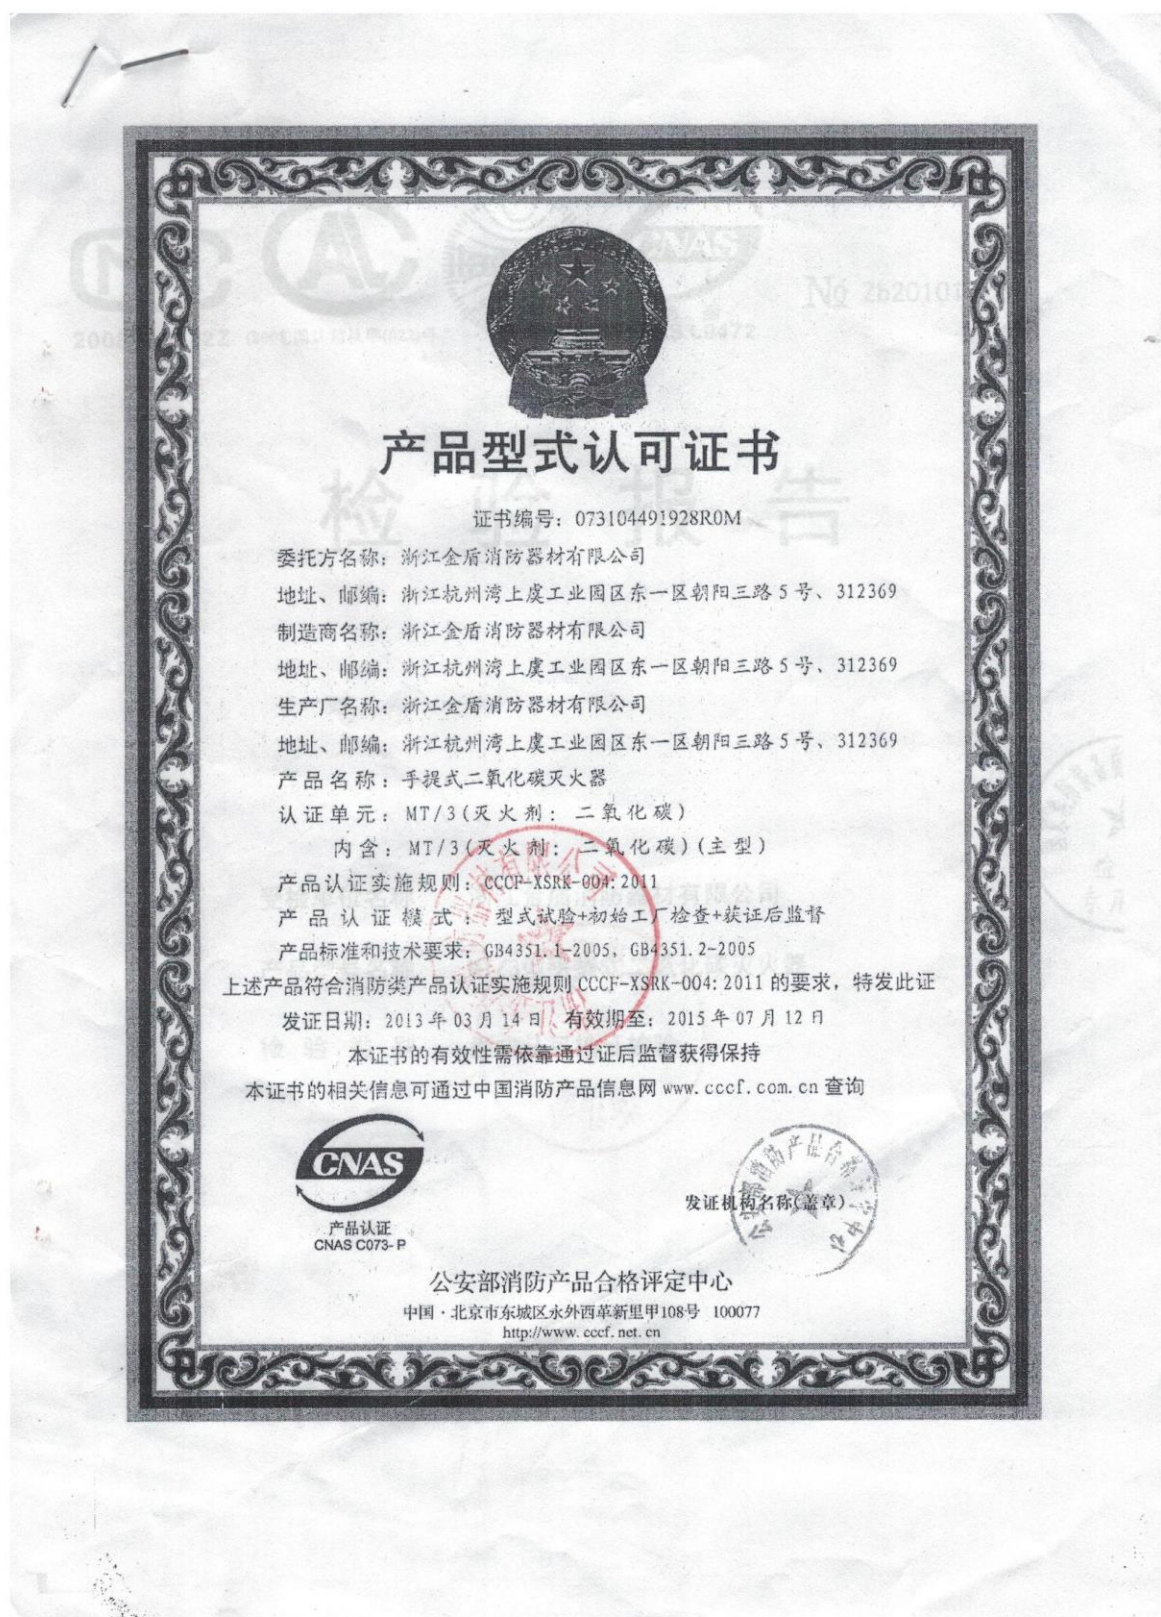 产品型式认可证书
证书编号：073104491928R0M
委托方名称：浙江金盾消防器材有限公司
地址、邮编：浙江杭州湾上虞工业园区东一区朝阳三路5号、312369
制造商名称：浙江金盾消防器材有限公司
地址、邮编：浙江杭州湾上虞工业园区东一区朝阳三路5号、312369
生产厂名称：浙江金盾消防器材有限公司
地址、邮编：浙江杭州湾上虞工业园区东一区朝阳三路5号、312369
产品名称：手提式二氧化碳灭火器
认证单元：MT/3(灭火剂：二氧化碳)
内含：MT/3(灭火剂：二氧化碳)(主型)
产品认证实施规则：CCCF-XSRK-004:2011
产品认证模式：型式试验+初始工厂检查+获证后监督
产品标准和技术要求：GB4351.1-2005、GB4351.2-2005
上述产品符合消防类产品认证实施规则CCCF-XSRK-004:2011的要求，特发此证
发证日期：2013年03月14日 有效期至：2015年07月12日
本证书的有效性需依靠通过证后监督获得保持
本证书的相关信息可通过中国消防产品信息网www.cccf.com.cn查询
CNAS
产品认证
CNAS C073-P
发证机构名称(盖章)
公安部消防产品合格评定中心
中国·北京市东城区永外西革新里甲108号 100077
http://www.cccf.net.cn
检验报告